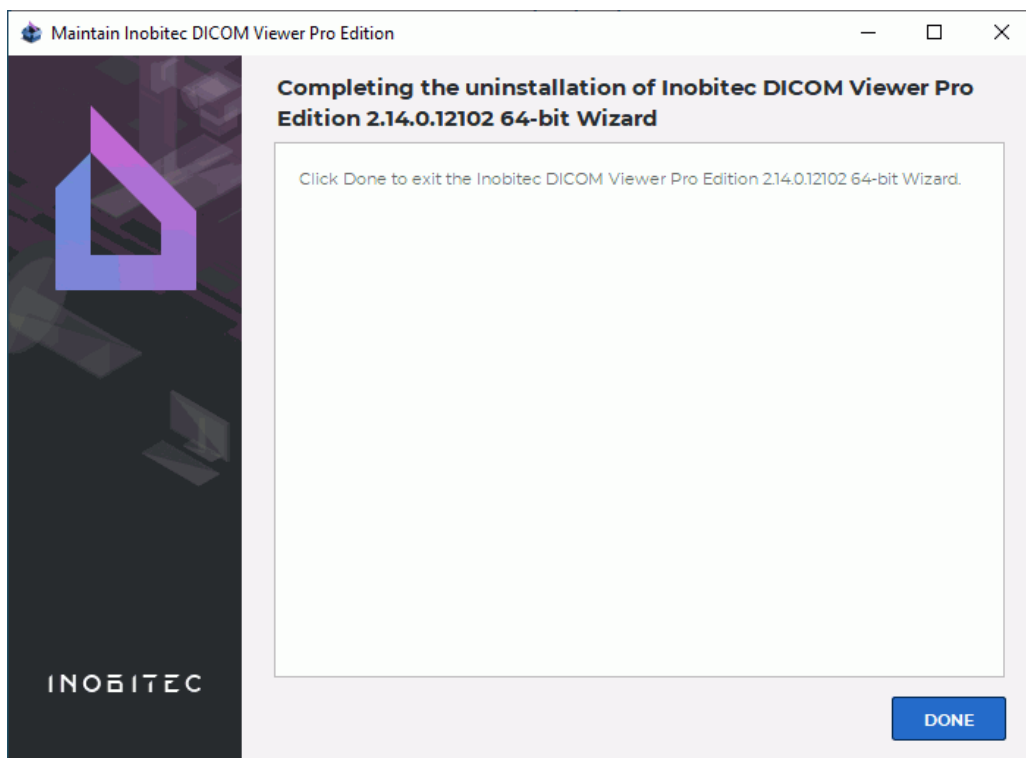 Maintain Inobitec DICOM Viewer Pro Edition
Completing the uninstallation of Inobitec DICOM Viewer Pro
Edition 2.14.0.12102 64-bit Wizard
Click Done to exit the Inobitec DICOM Viewer Pro Edition 2.14.0.12102 64-bit Wizard.
INOBITEC
DONE